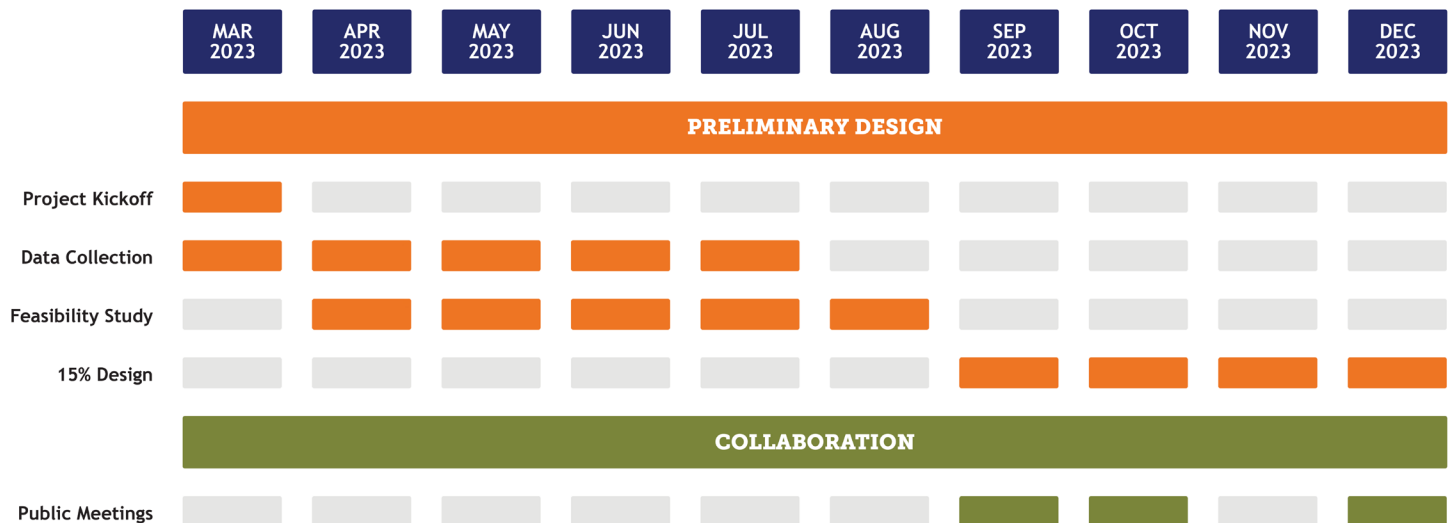 MAR
2023
APR
2023
MAY
2023
JUN
2023
JUL
2023
AUG
2023
SEP
2023
OCT
2023
NOV
2023
DEC
2023
PRELIMINARY DESIGN
Project Kickoff
Data Collection
Feasibility Study
15% Design
COLLABORATION
Public Meetings